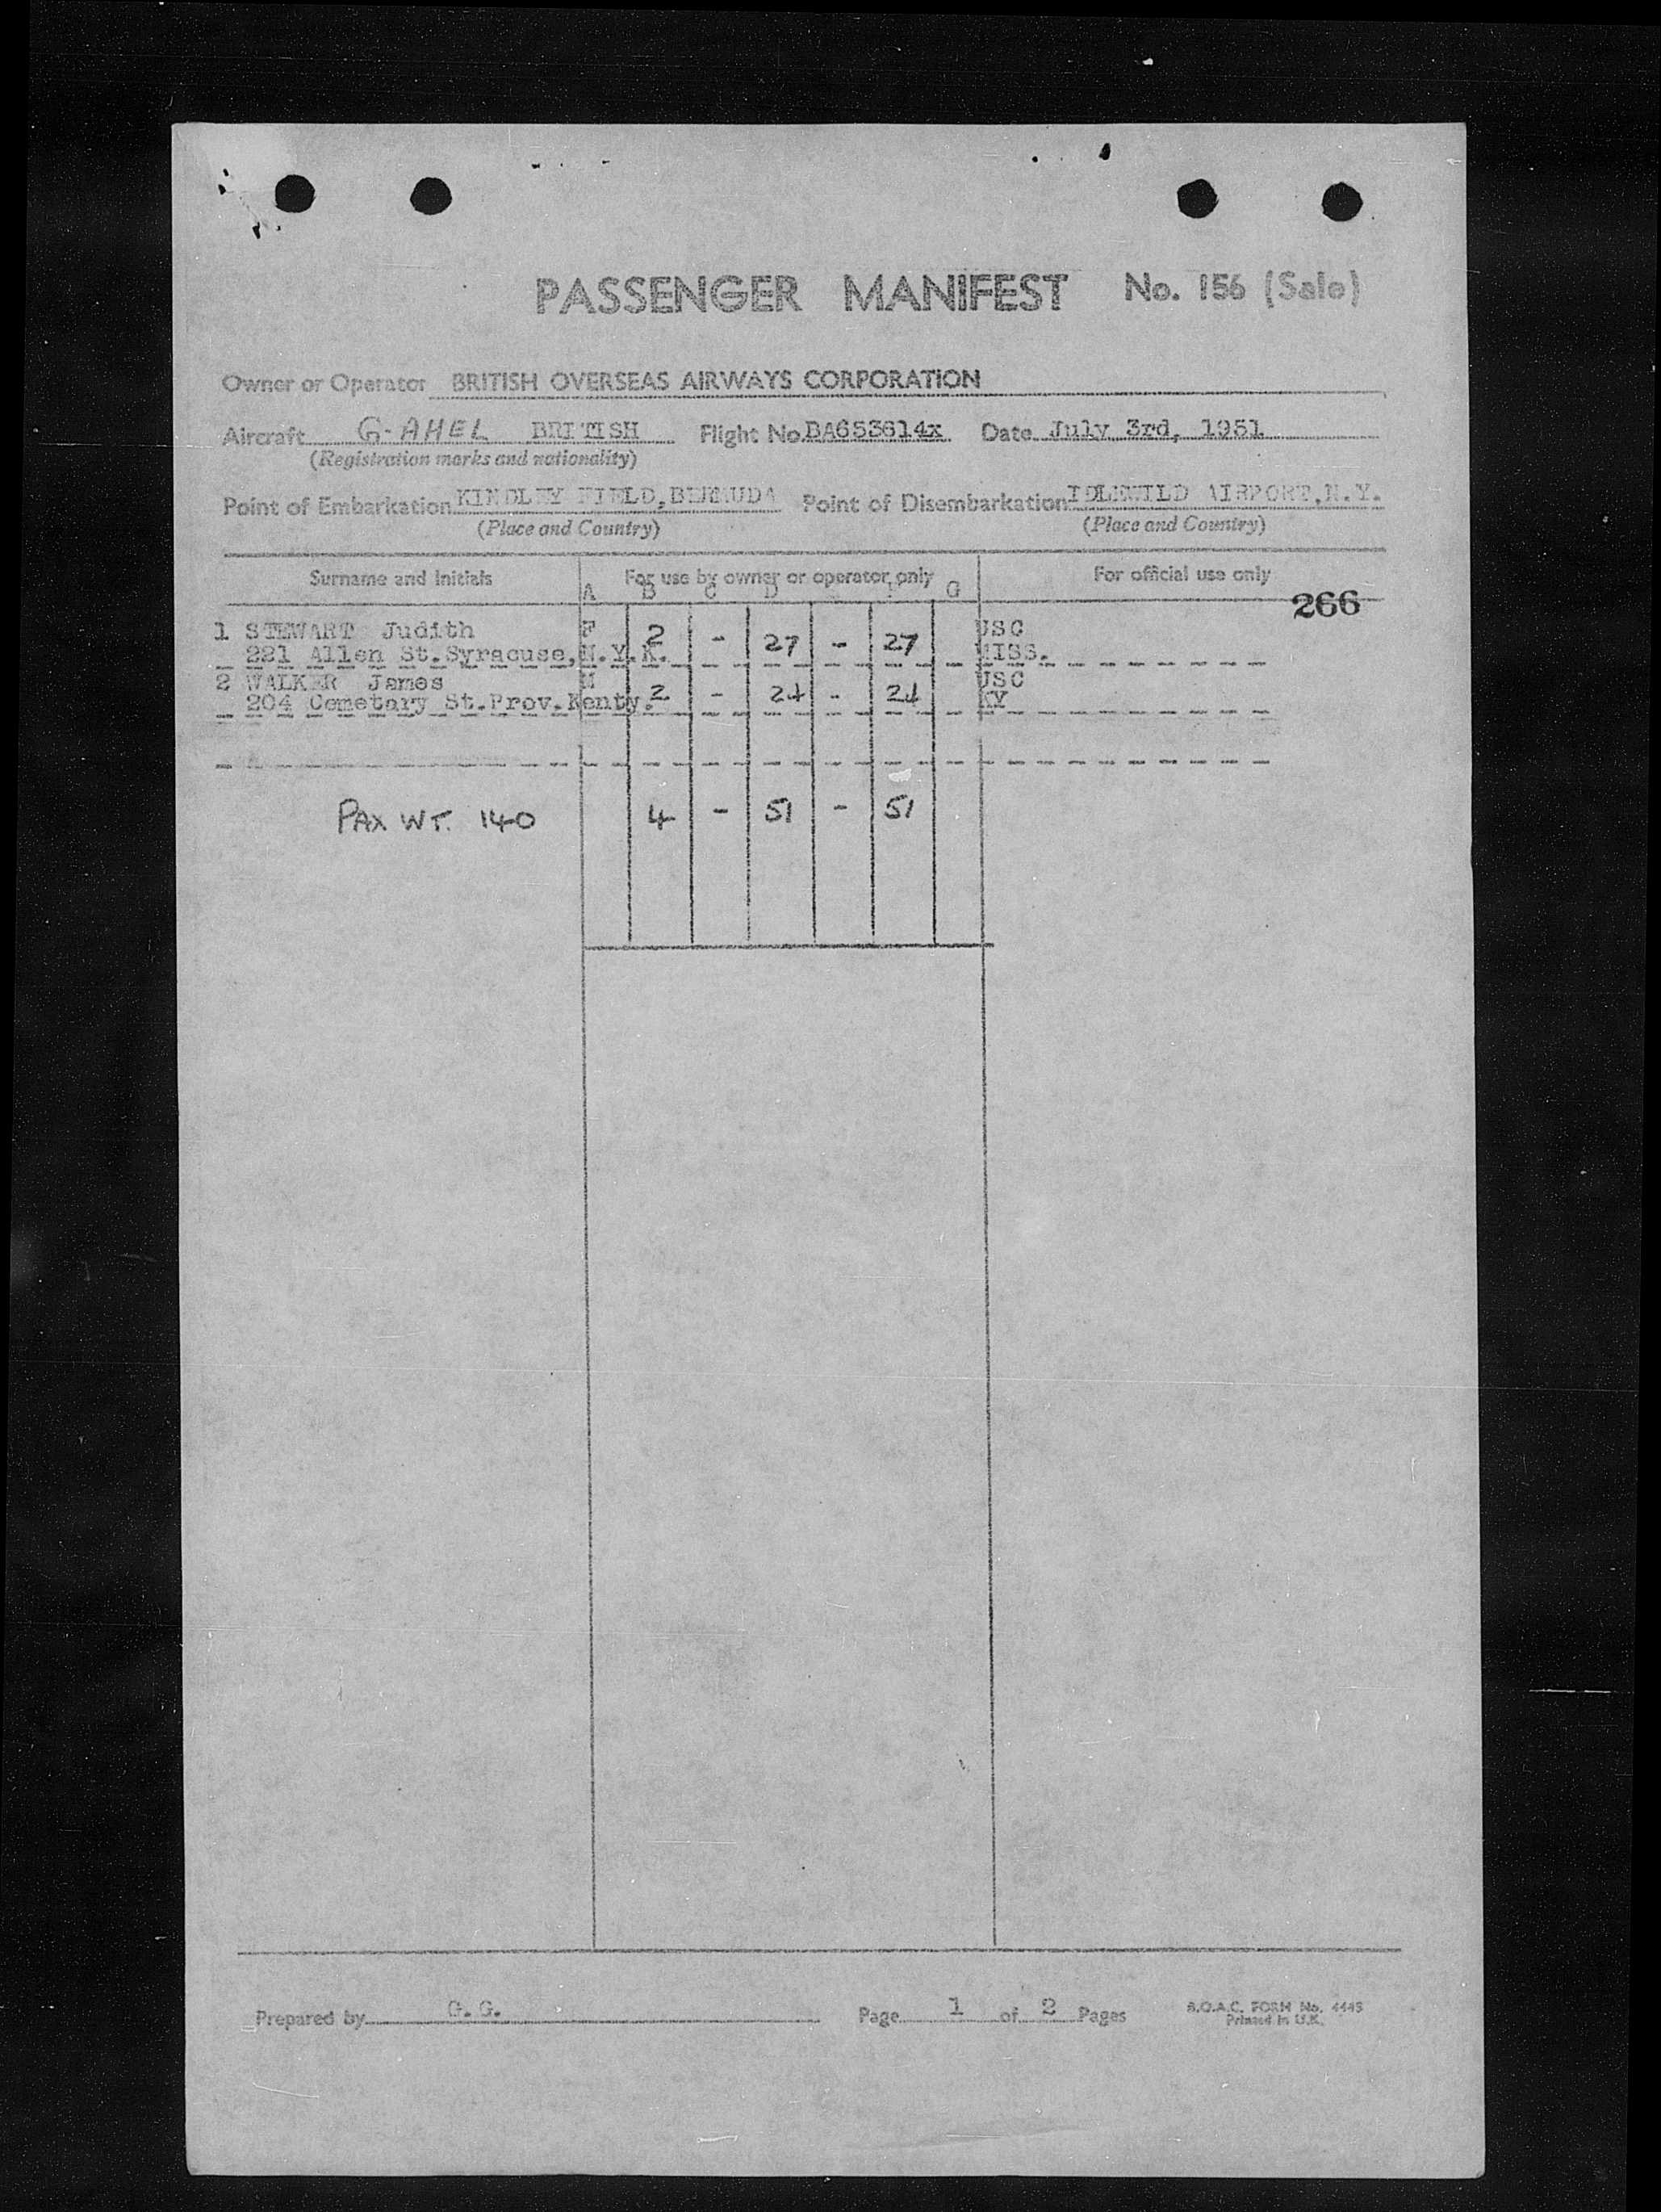 PASSENGER MANIFEST No. 156 (Sale)
Owner or Operator BRITISH OVERSEAS AIRWAYS CORPORATION
Aircraft G-AHEL BRITISH Flight No. BA653614x Date July 3rd, 1951
(Registration marks and nationality)
Point of Embarkation KINDLEY FIELD, BERMUDA Point of Disembarkation IDLEWILD AIRPORT, N.Y.
(Place and Country) (Place and Country)
Surname and Initials For use by owner or operator only For official use only
A B C D F G
266
1 STEWART Judith F 2 - 27 - 27 USC
221 Allen St. Syracuse, N.Y.K. MISS.
2 WALKER James M 2 - 24 - 24 USC
204 Cemetary St. Prov. Kenty. KY
PAX WT. 140 4 - 51 - 51
Prepared by G.G. Page 1 of 2 Pages B.O.A.C. FORM No. 4445
Printed in U.K.